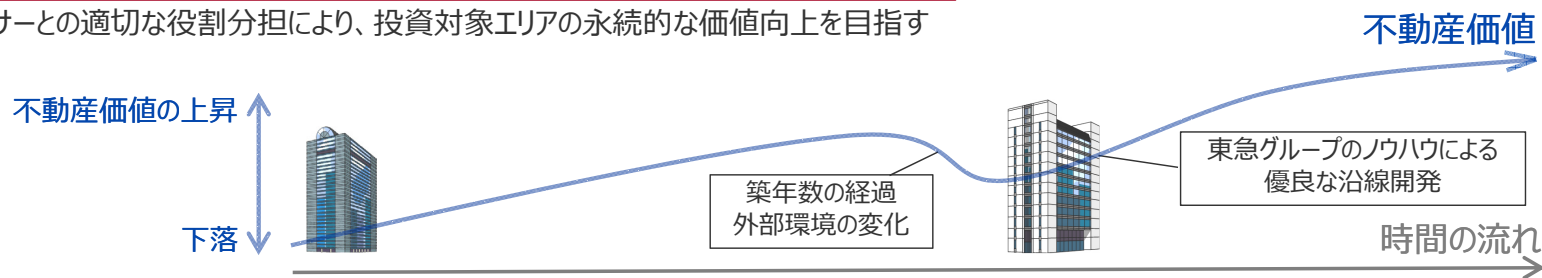 サーとの適切な役割分担により、投資対象エリアの永続的な価値向上を目指す
不動産価値
不動産価値の上昇
東急グループのノウハウによる
優良な沿線開発
築年数の経過
外部環境の変化
下落
時間の流れ